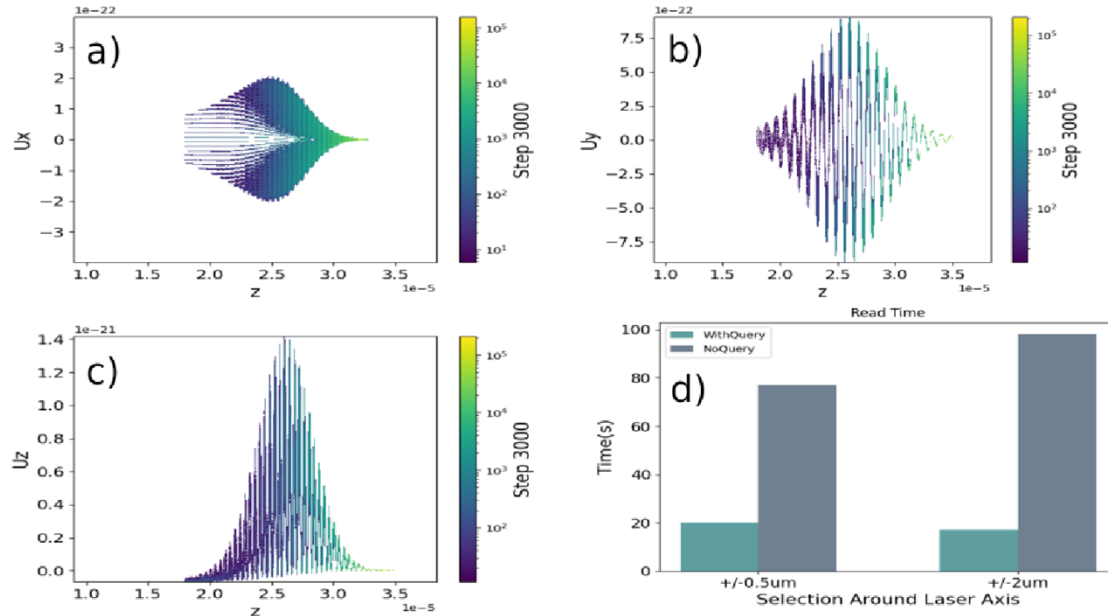 1e-22
a)
3
2
1
0
−1
−2
−3
Ux
1.0
1.5
2.0
2.5
3.0
3.5
1e-5
z
10^5
10^3
10^2
10^1
Step 3000
b)
7.5
5.0
2.5
0.0
−2.5
−5.0
−7.5
Uy
1.0
1.5
2.0
2.5
3.0
3.5
1e-5
z
10^5
10^4
10^3
10^2
Step 3000
1e-21
c)
1.4
1.2
1.0
0.8
0.6
0.4
0.2
0.0
Uz
1.0
1.5
2.0
2.5
3.0
3.5
1e-5
z
10^5
10^4
10^3
10^2
Step 3000
Read Time
WithQuery
NoQuery
d)
100
80
60
40
20
0
Time(s)
+/-0.5um
+/-2um
Selection Around Laser Axis